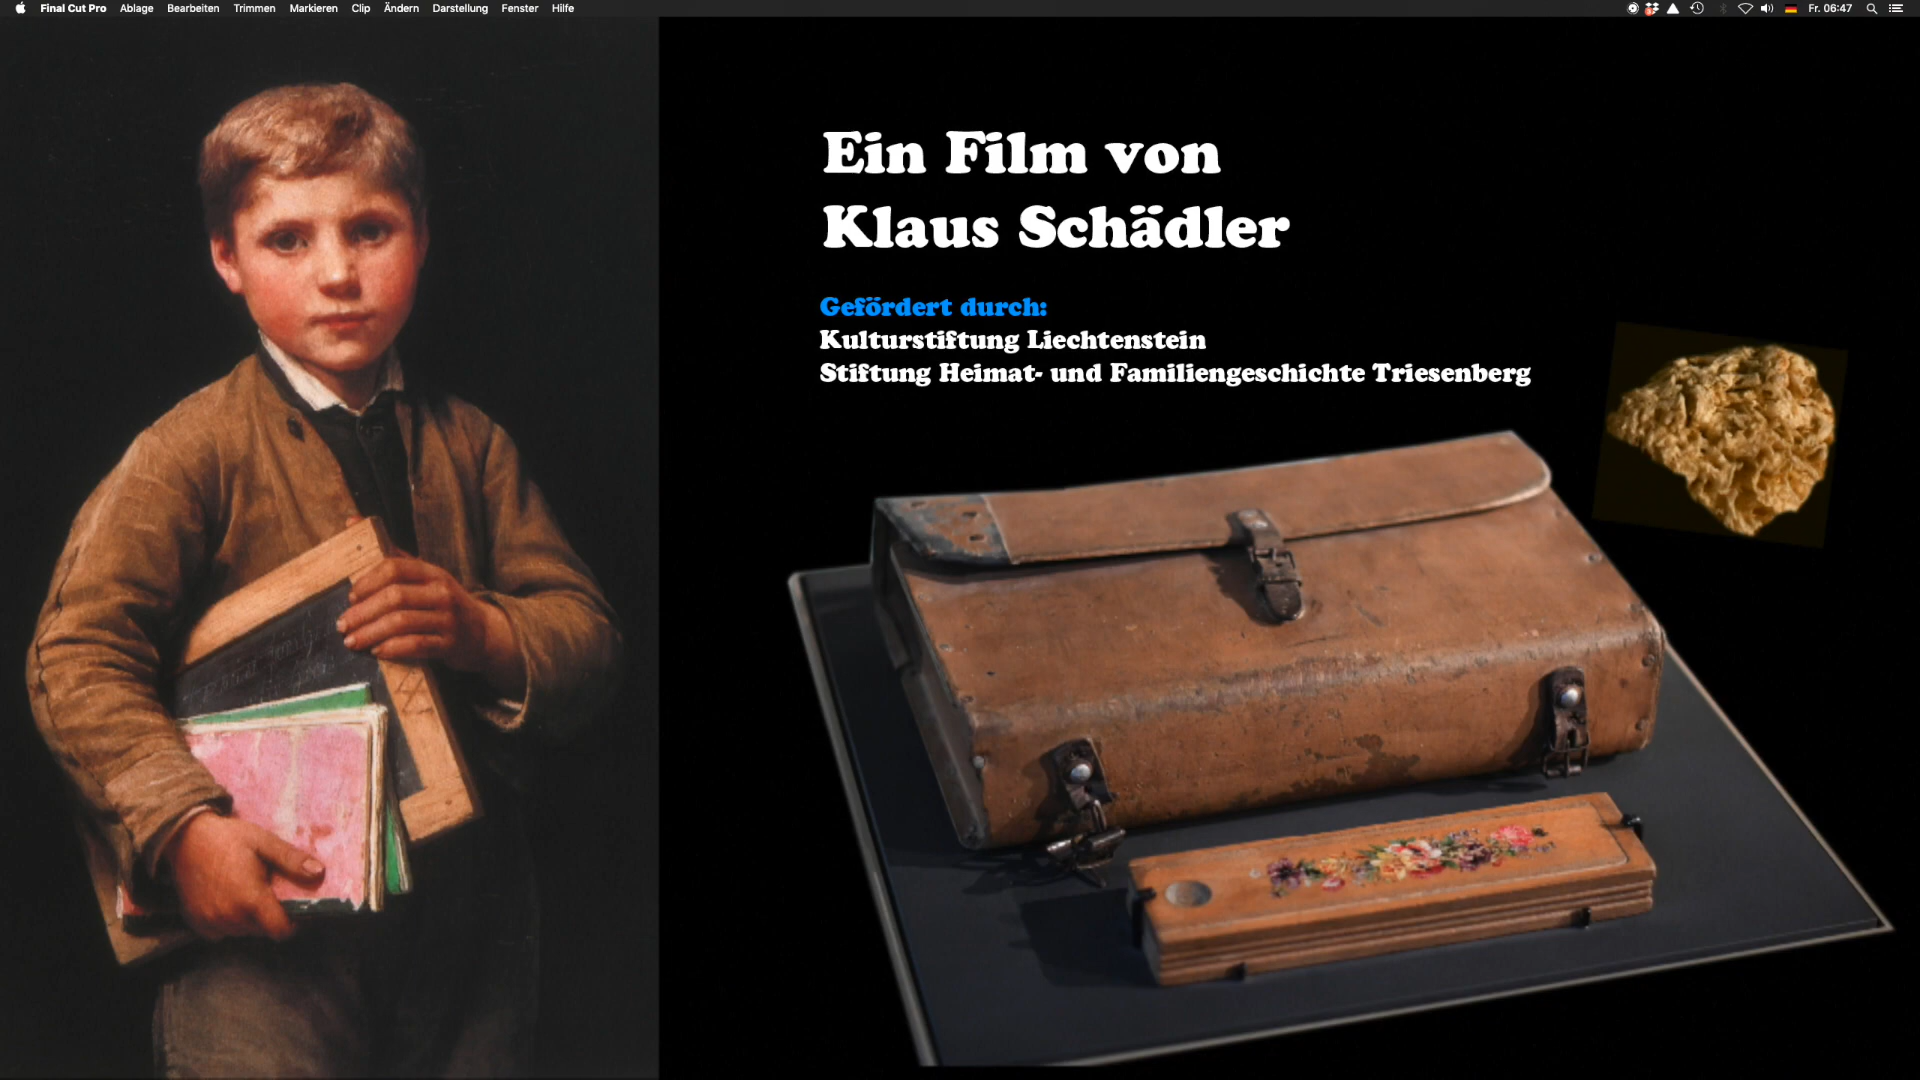 Final Cut Pro Ablage Bearbeiten Trimmen Markieren Clip Ändern Darstellung Fenster Hilfe Fr. 06:47
Ein Film von
Klaus Schädler
Gefördert durch:
Kulturstiftung Liechtenstein
Stiftung Heimat- und Familiengeschichte Triesenberg